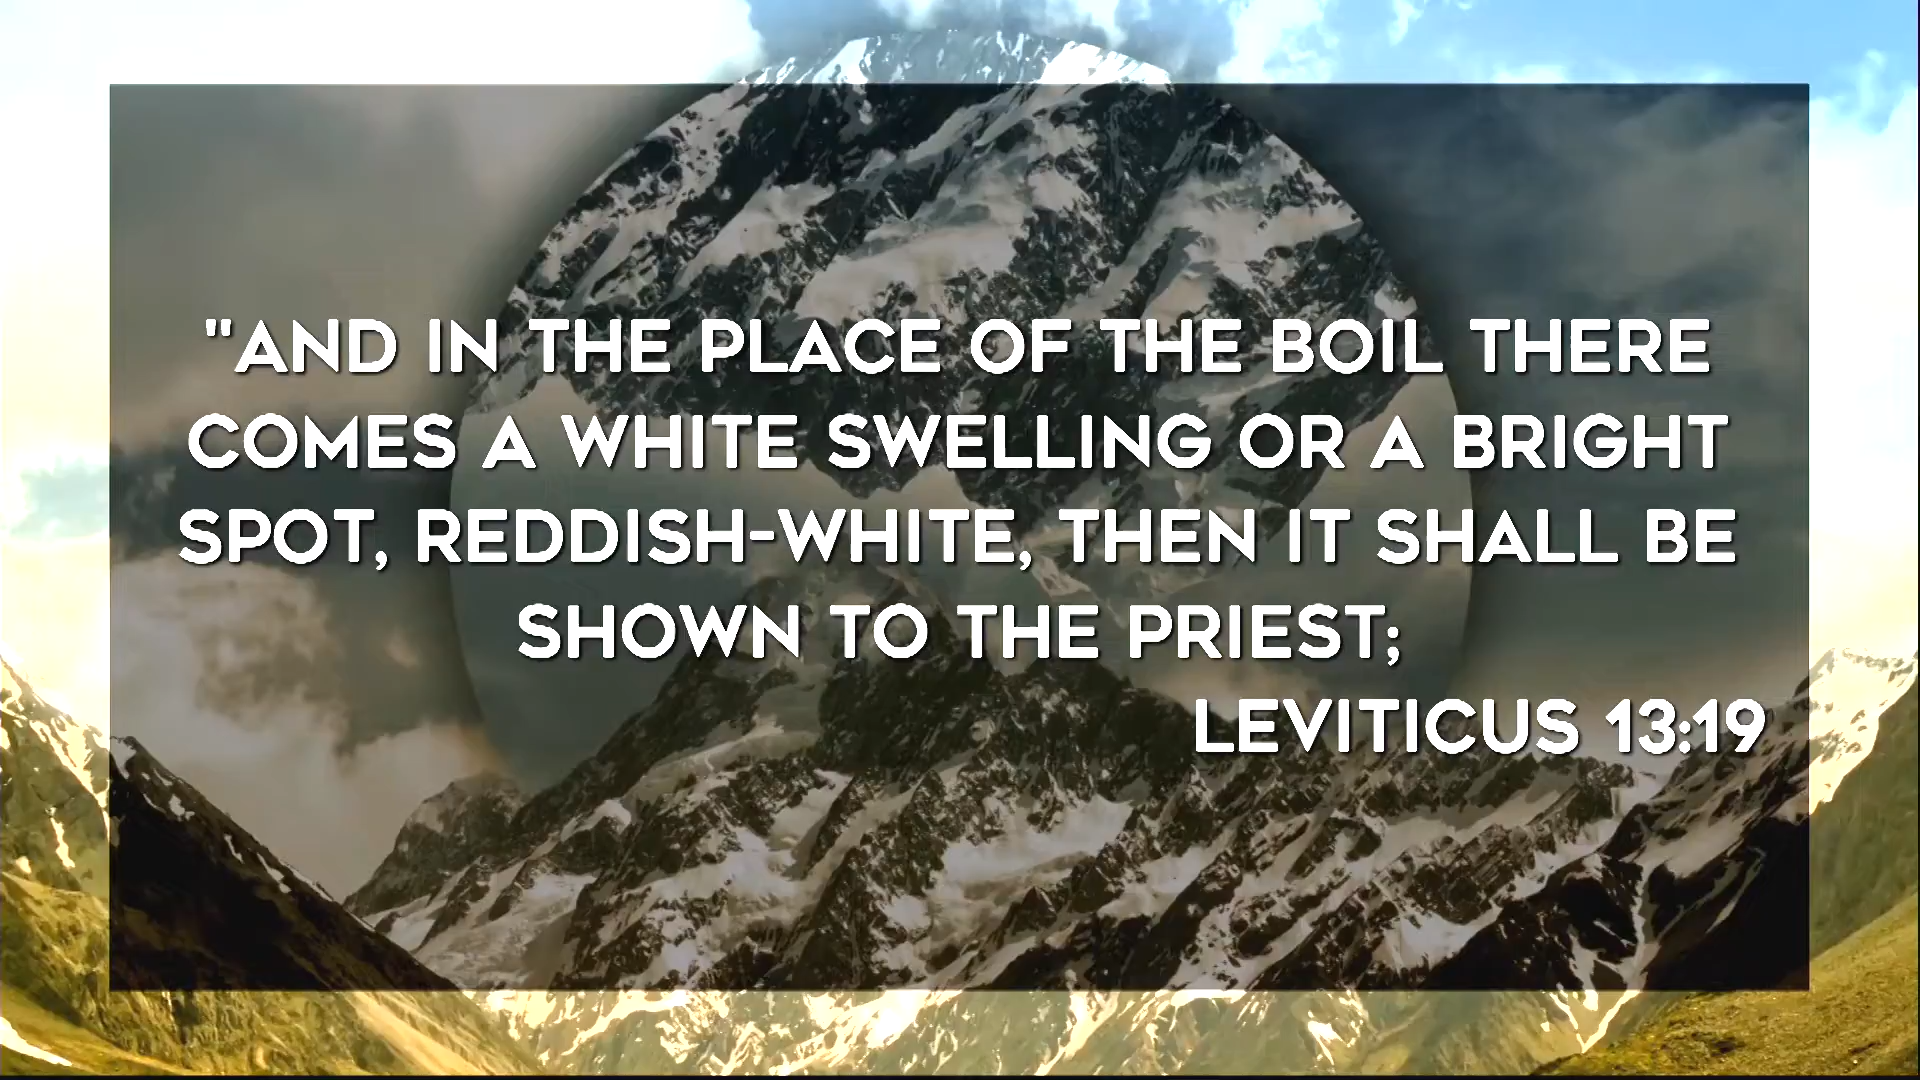 "AND IN THE PLACE OF THE BOIL THERE
COMES A WHITE SWELLING OR A BRIGHT
SPOT, REDDISH-WHITE, THEN IT SHALL BE
SHOWN TO THE PRIEST;
LEVITICUS 13:19